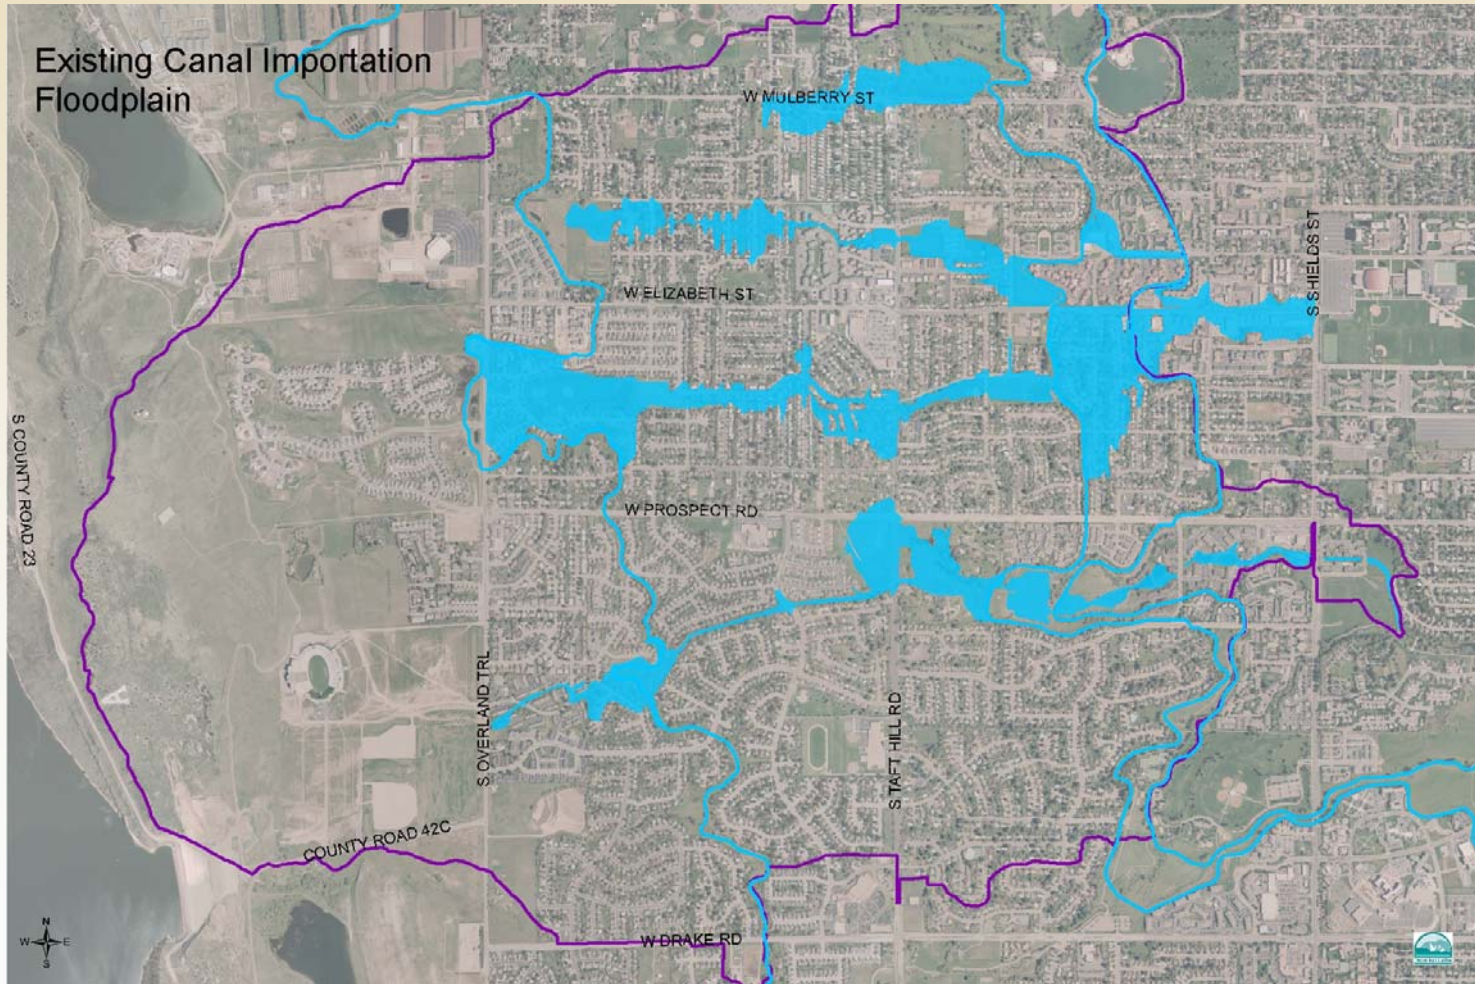 Existing Canal Importation
Floodplain
W MULBERRY ST
S SHIELDS ST
W ELIZABETH ST
S COUNTY ROAD 23
W PROSPECT RD
S OVERLAND TRL
S TAFT HILL RD
COUNTY ROAD 42C
W DRAKE RD
N
W E
S